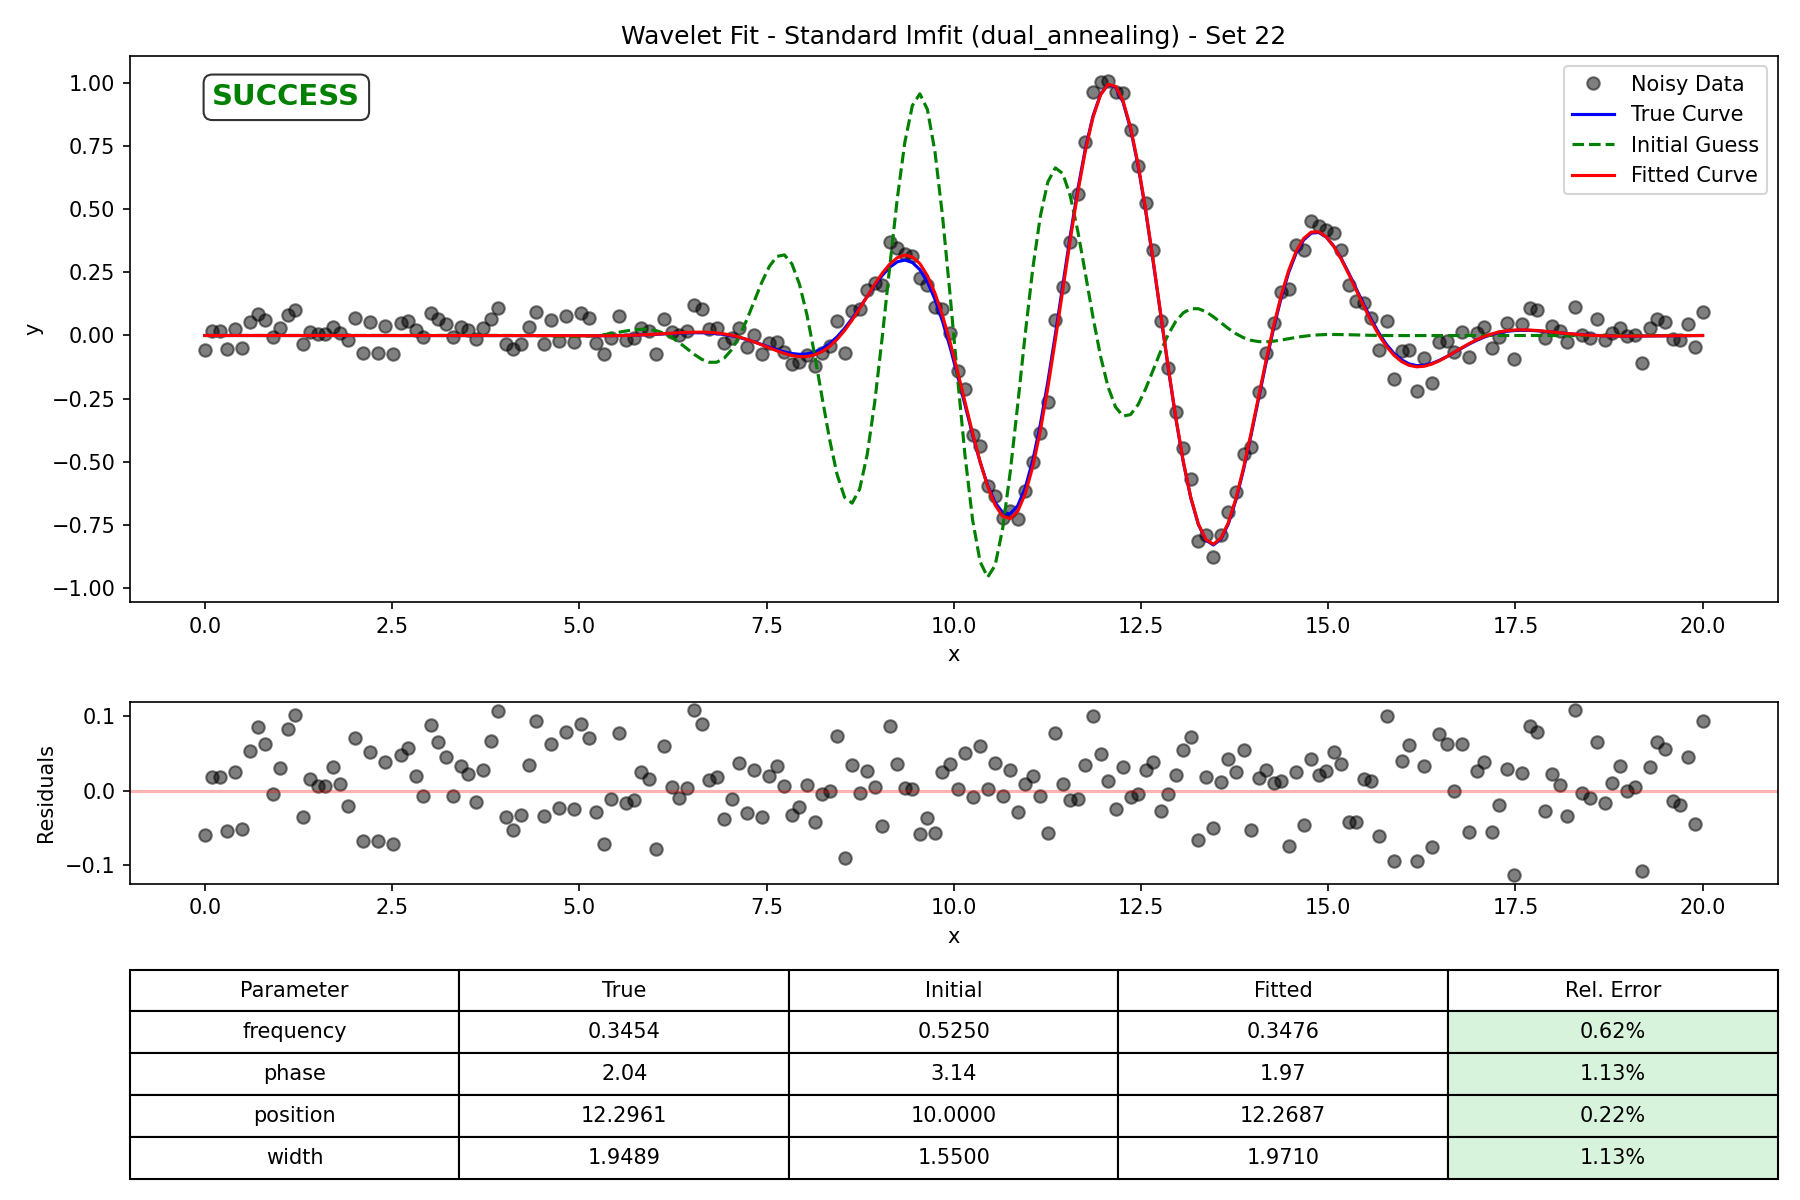 Wavelet Fit - Standard lmfit (dual_annealing) - Set 22
SUCCESS
Noisy Data
True Curve
Initial Guess
Fitted Curve
y
1.00
0.75
0.50
0.25
0.00
−0.25
−0.50
−0.75
−1.00
0.0 2.5 5.0 7.5 10.0 12.5 15.0 17.5 20.0
x
Residuals
0.1
0.0
−0.1
0.0 2.5 5.0 7.5 10.0 12.5 15.0 17.5 20.0
x
Parameter True Initial Fitted Rel. Error
frequency 0.3454 0.5250 0.3476 0.62%
phase 2.04 3.14 1.97 1.13%
position 12.2961 10.0000 12.2687 0.22%
width 1.9489 1.5500 1.9710 1.13%